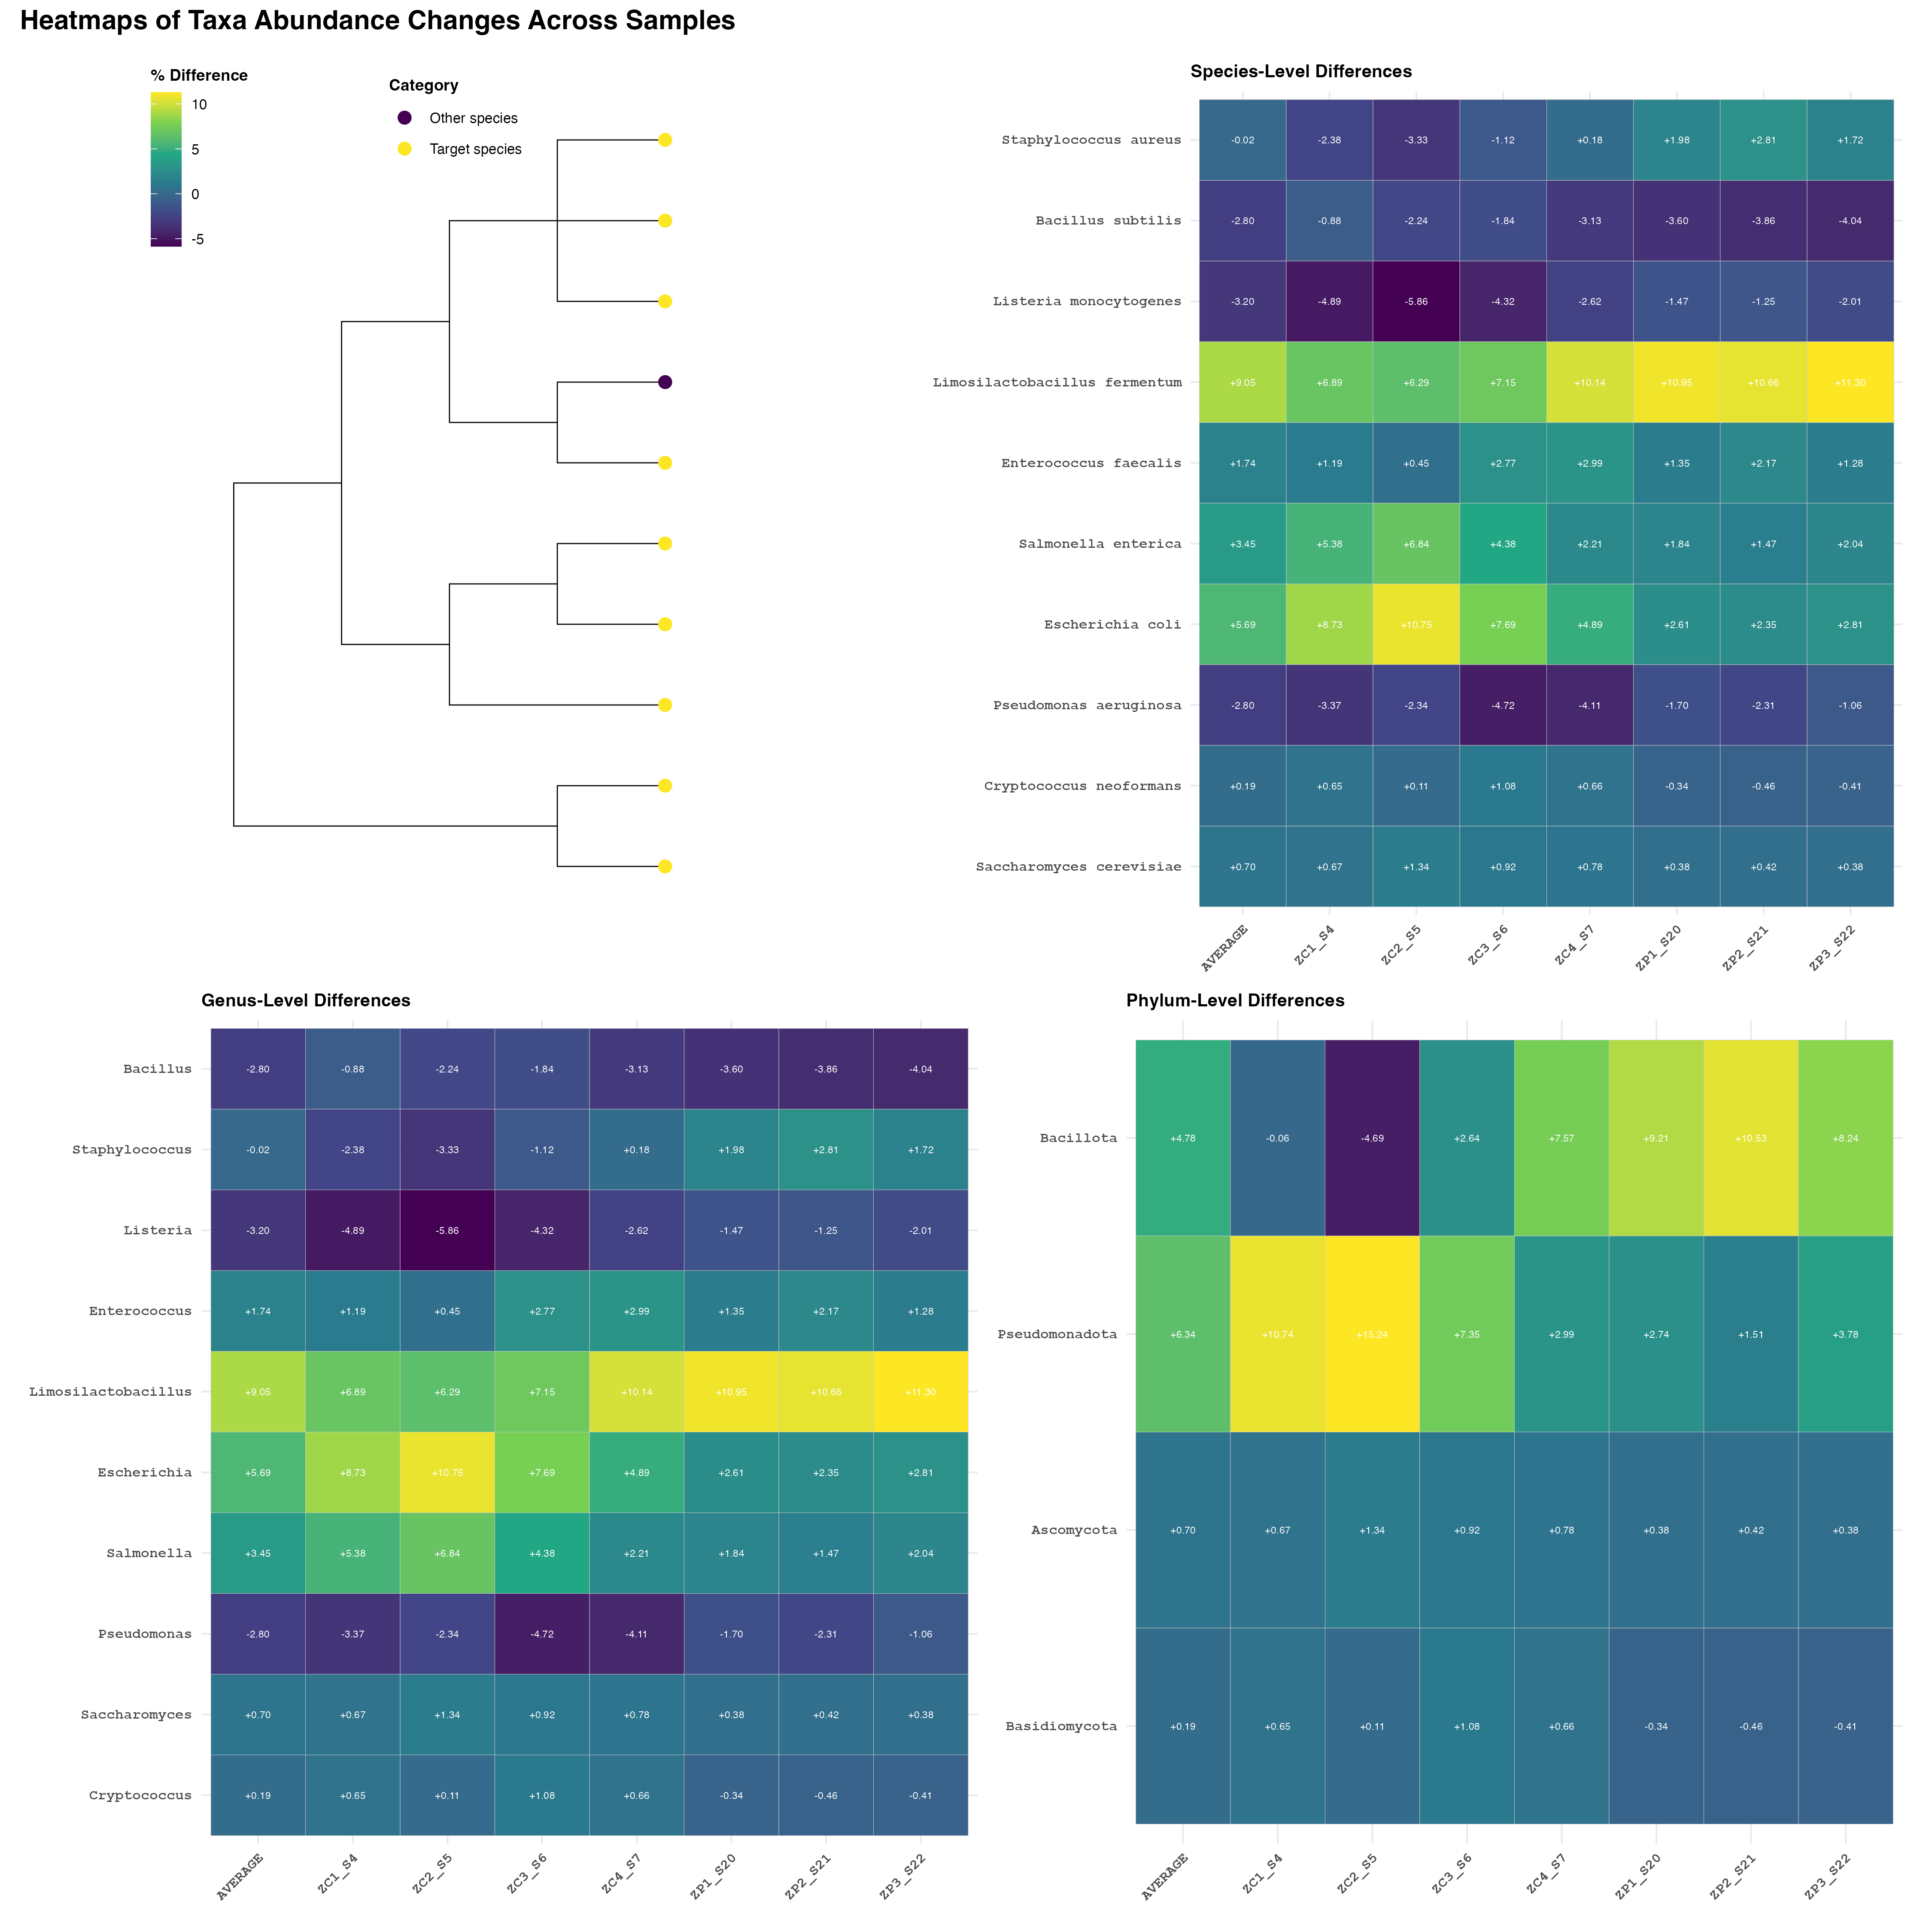 Heatmaps of Taxa Abundance Changes Across Samples
% Difference
10
5
0
-5
Category
Other species
Target species
Species-Level Differences
Staphylococcus aureus -0.02 -2.38 -3.33 -1.12 +0.18 +1.98 +2.81 +1.72
Bacillus subtilis -2.80 -0.88 -2.24 -1.84 -3.13 -3.60 -3.86 -4.04
Listeria monocytogenes -3.20 -4.89 -5.86 -4.32 -2.62 -1.47 -1.25 -2.01
Limosilactobacillus fermentum +9.05 +6.89 +6.29 +7.15 +10.14 +10.95 +10.66 +11.30
Enterococcus faecalis +1.74 +1.19 +0.45 +2.77 +2.99 +1.35 +2.17 +1.28
Salmonella enterica +3.45 +5.38 +6.84 +4.38 +2.21 +1.84 +1.47 +2.04
Escherichia coli +5.69 +8.73 +10.75 +7.69 +4.89 +2.61 +2.35 +2.81
Pseudomonas aeruginosa -2.80 -3.37 -2.34 -4.72 -4.11 -1.70 -2.31 -1.06
Cryptococcus neoformans +0.19 +0.65 +0.11 +1.08 +0.66 -0.34 -0.46 -0.41
Saccharomyces cerevisiae +0.70 +0.67 +1.34 +0.92 +0.78 +0.38 +0.42 +0.38
AVERAGE ZC1_S4 ZC2_S5 ZC3_S6 ZC4_S7 ZP1_S20 ZP2_S21 ZP3_S22
Genus-Level Differences
Bacillus -2.80 -0.88 -2.24 -1.84 -3.13 -3.60 -3.86 -4.04
Staphylococcus -0.02 -2.38 -3.33 -1.12 +0.18 +1.98 +2.81 +1.72
Listeria -3.20 -4.89 -5.86 -4.32 -2.62 -1.47 -1.25 -2.01
Enterococcus +1.74 +1.19 +0.45 +2.77 +2.99 +1.35 +2.17 +1.28
Limosilactobacillus +9.05 +6.89 +6.29 +7.15 +10.14 +10.95 +10.66 +11.30
Escherichia +5.69 +8.73 +10.75 +7.69 +4.89 +2.61 +2.35 +2.81
Salmonella +3.45 +5.38 +6.84 +4.38 +2.21 +1.84 +1.47 +2.04
Pseudomonas -2.80 -3.37 -2.34 -4.72 -4.11 -1.70 -2.31 -1.06
Saccharomyces +0.70 +0.67 +1.34 +0.92 +0.78 +0.38 +0.42 +0.38
Cryptococcus +0.19 +0.65 +0.11 +1.08 +0.66 -0.34 -0.46 -0.41
AVERAGE ZC1_S4 ZC2_S5 ZC3_S6 ZC4_S7 ZP1_S20 ZP2_S21 ZP3_S22
Phylum-Level Differences
Bacillota +4.78 -0.06 -4.69 +2.64 +7.57 +9.21 +10.53 +8.24
Pseudomonadota +6.34 +10.74 +15.24 +7.35 +2.99 +2.74 +1.51 +3.78
Ascomycota +0.70 +0.67 +1.34 +0.92 +0.78 +0.38 +0.42 +0.38
Basidiomycota +0.19 +0.65 +0.11 +1.08 +0.66 -0.34 -0.46 -0.41
AVERAGE ZC1_S4 ZC2_S5 ZC3_S6 ZC4_S7 ZP1_S20 ZP2_S21 ZP3_S22